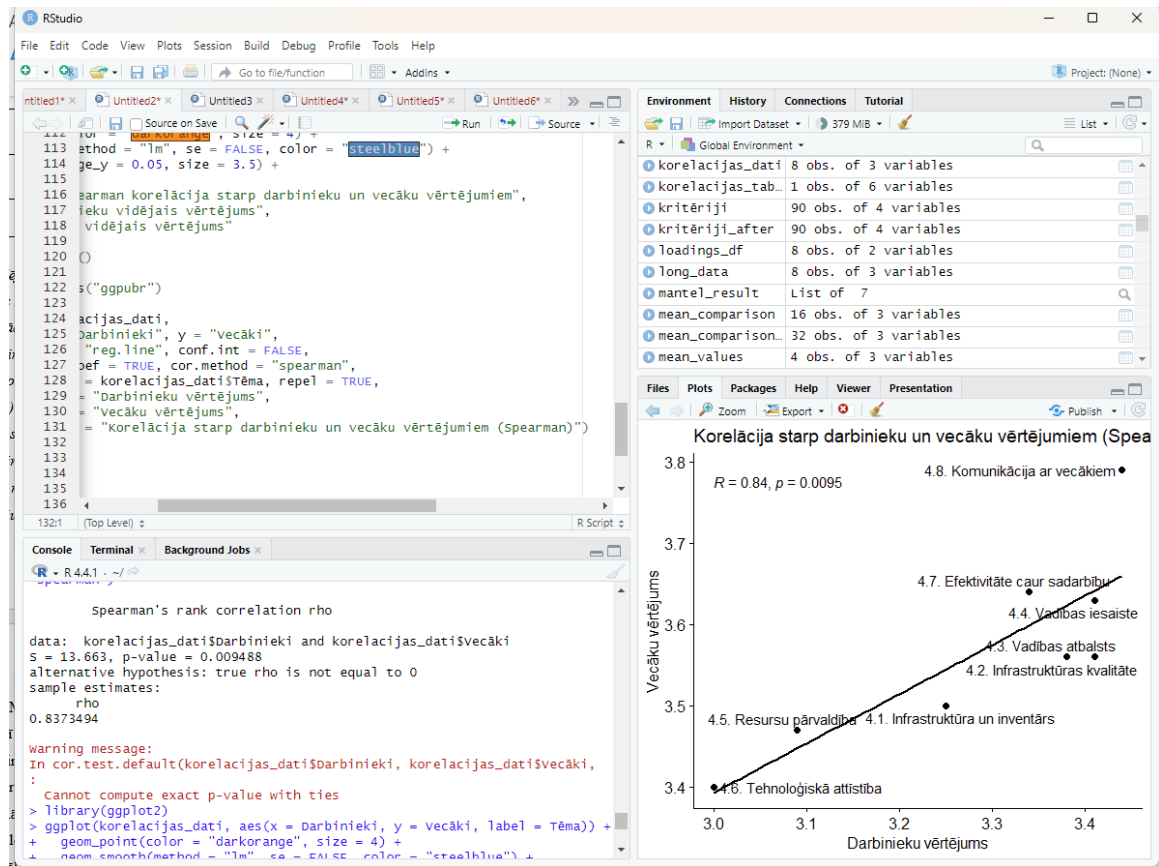 RStudio
File Edit Code View Plots Session Build Debug Profile Tools Help
Go to file/function Addins Project: (None)
ntitled1* Untitled2* Untitled3 Untitled4* Untitled5* Untitled6*
Source on Save Run Source
112 lor = "darkorange", size = 4) +
113 ethod = "lm", se = FALSE, color = "steelblue") +
114 ge_y = 0.05, size = 3.5) +
115
116 earman korelācija starp darbinieku un vecāku vērtējumiem",
117 ieku vidējais vērtējums",
118 vidējais vērtējums"
119
120 ()
121
122 s("ggpubr")
123
124 acijas_dati,
125 Darbinieki", y = "Vecāki",
126 "reg.line", conf.int = FALSE,
127 oef = TRUE, cor.method = "spearman",
128 = korelacijas_dati$Tēma, repel = TRUE,
129 = "Darbinieku vērtējums",
130 = "Vecāku vērtējums",
131 = "Korelācija starp darbinieku un vecāku vērtējumiem (Spearman)")
132
133
134
135
136
132:1 (Top Level) R Script
Console Terminal Background Jobs
R 4.4.1 · ~/
Spearman's rank correlation rho
data: korelacijas_dati$Darbinieki and korelacijas_dati$Vecāki
S = 13.663, p-value = 0.009488
alternative hypothesis: true rho is not equal to 0
sample estimates:
rho
0.8373494
Warning message:
In cor.test.default(korelacijas_dati$Darbinieki, korelacijas_dati$Vecāki,
:
Cannot compute exact p-value with ties
> library(ggplot2)
> ggplot(korelacijas_dati, aes(x = Darbinieki, y = Vecāki, label = Tēma)) +
+ geom_point(color = "darkorange", size = 4) +
+ geom_smooth(method = "lm", se = FALSE, color = "steelblue") +
Environment History Connections Tutorial
Import Dataset 379 MiB List
R Global Environment
korelacijas_dati 8 obs. of 3 variables
korelacijas_tab… 1 obs. of 6 variables
kritēriji 90 obs. of 4 variables
kritēriji_after 90 obs. of 4 variables
loadings_df 8 obs. of 2 variables
long_data 8 obs. of 3 variables
mantel_result List of 7
mean_comparison 16 obs. of 3 variables
mean_comparison… 32 obs. of 3 variables
mean_values 4 obs. of 3 variables
Files Plots Packages Help Viewer Presentation
Zoom Export Publish
Korelācija starp darbinieku un vecāku vērtējumiem (Spea
R = 0.84, p = 0.0095
4.8. Komunikācija ar vecākiem
4.7. Efektivitāte caur sadarbību
4.4. Vadības iesaiste
4.3. Vadības atbalsts
4.2. Infrastruktūras kvalitāte
4.5. Resursu pārvaldība
4.1. Infrastruktūra un inventārs
4.6. Tehnoloģiskā attīstība
3.8
3.7
3.6
3.5
3.4
Vecāku vērtējums
3.0 3.1 3.2 3.3 3.4
Darbinieku vērtējums